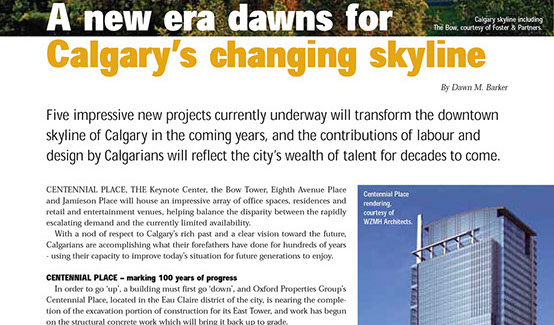 Calgary skyline including
The Bow, courtesy of Foster & Partners.
A new era dawns for
Calgary's changing skyline
By Dawn M. Barker
Five impressive new projects currently underway will transform the downtown
skyline of Calgary in the coming years, and the contributions of labour and
design by Calgarians will reflect the city's wealth of talent for decades to come.
CENTENNIAL PLACE, THE Keynote Center, the Bow Tower, Eighth Avenue Place
and Jamieson Place will house an impressive array of office spaces, residences and
retail and entertainment venues, helping balance the disparity between the rapidly
escalating demand and the currently limited availability.
With a nod of respect to Calgary's rich past and a clear vision toward the future,
Calgarians are accomplishing what their forefathers have done for hundreds of years
- using their capacity to improve today's situation for future generations to enjoy.
CENTENNIAL PLACE – marking 100 years of progress
In order to go 'up', a building must first go 'down', and Oxford Properties Group's
Centennial Place, located in the Eau Claire district of the city, is nearing the comple-
tion of the excavation portion of construction for its East Tower, and work has begun
on the structural concrete work which will bring it back up to grade.
Centennial Place
rendering,
courtesy of
WZMH Architects.